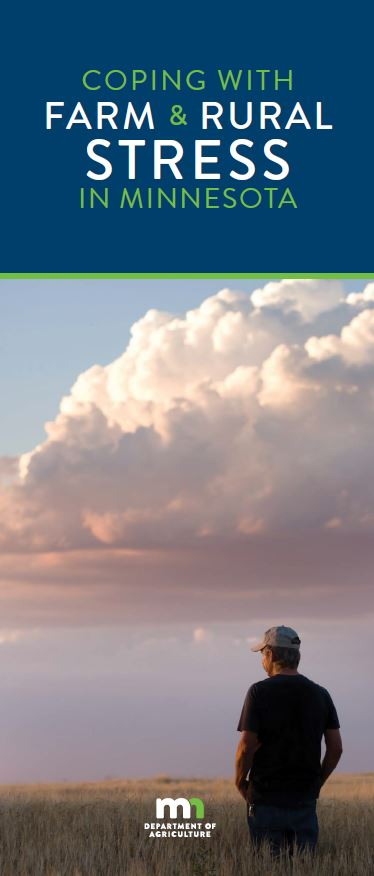 COPING WITH
FARM & RURAL
STRESS
IN MINNESOTA
mn
DEPARTMENT OF
AGRICULTURE